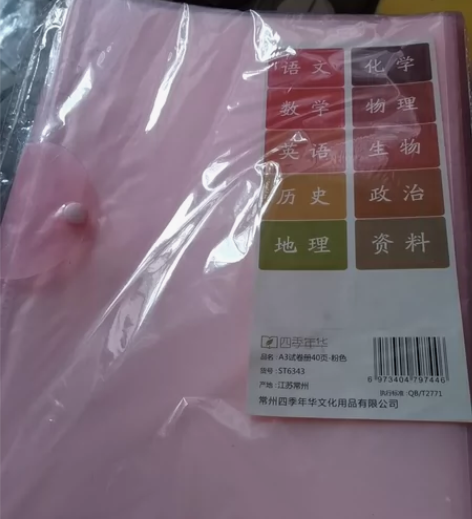 语文 化学
数学 物理
英语 生物
历史 政治
地理 资料
四季年华
品名: A3试卷册40页-粉色
货号: ST6343
产地: 江苏常州
6 973404 797446
执行标准: QB/T2771
常州四季年华文化用品有限公司